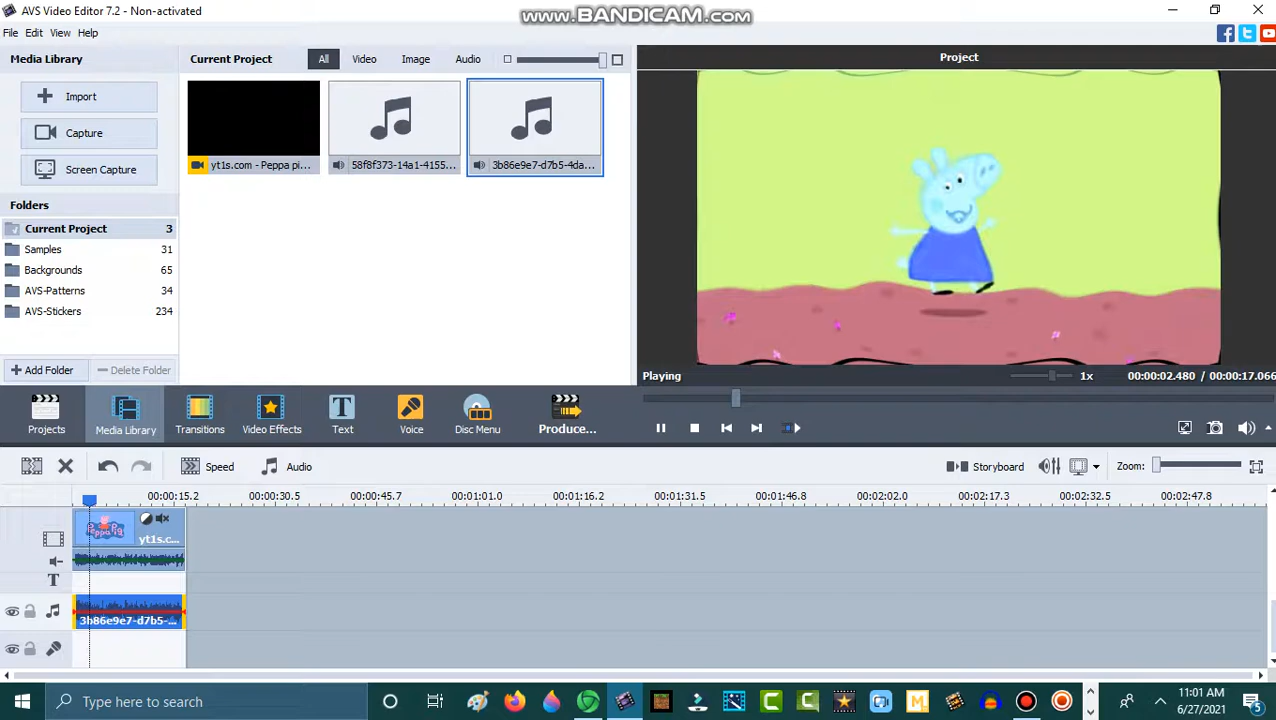 AVS Video Editor 7.2 - Non-activated
www.BANDICAM.com
File Edit View Help
Media Library
Current Project
All
Video
Image
Audio
Project
Import
Capture
Screen Capture
yt1s.com - Peppa pi...
58f8f373-14a1-4155...
3b86e9e7-d7b5-4da...
Folders
Current Project 3
Samples 31
Backgrounds 65
AVS-Patterns 34
AVS-Stickers 234
Add Folder
Delete Folder
Playing
1x
00:00:02.480 / 00:00:17.066
Projects
Media Library
Transitions
Video Effects
Text
Voice
Disc Menu
Produce...
Speed
Audio
Storyboard
Zoom:
00:00:15.2 00:00:30.5 00:00:45.7 00:01:01.0 00:01:16.2 00:01:31.5 00:01:46.8 00:02:02.0 00:02:17.3 00:02:32.5 00:02:47.8
Peppa Pig
yt1s.c...
T
3b86e9e7-d7b5-...
Type here to search
11:01 AM
6/27/2021
5